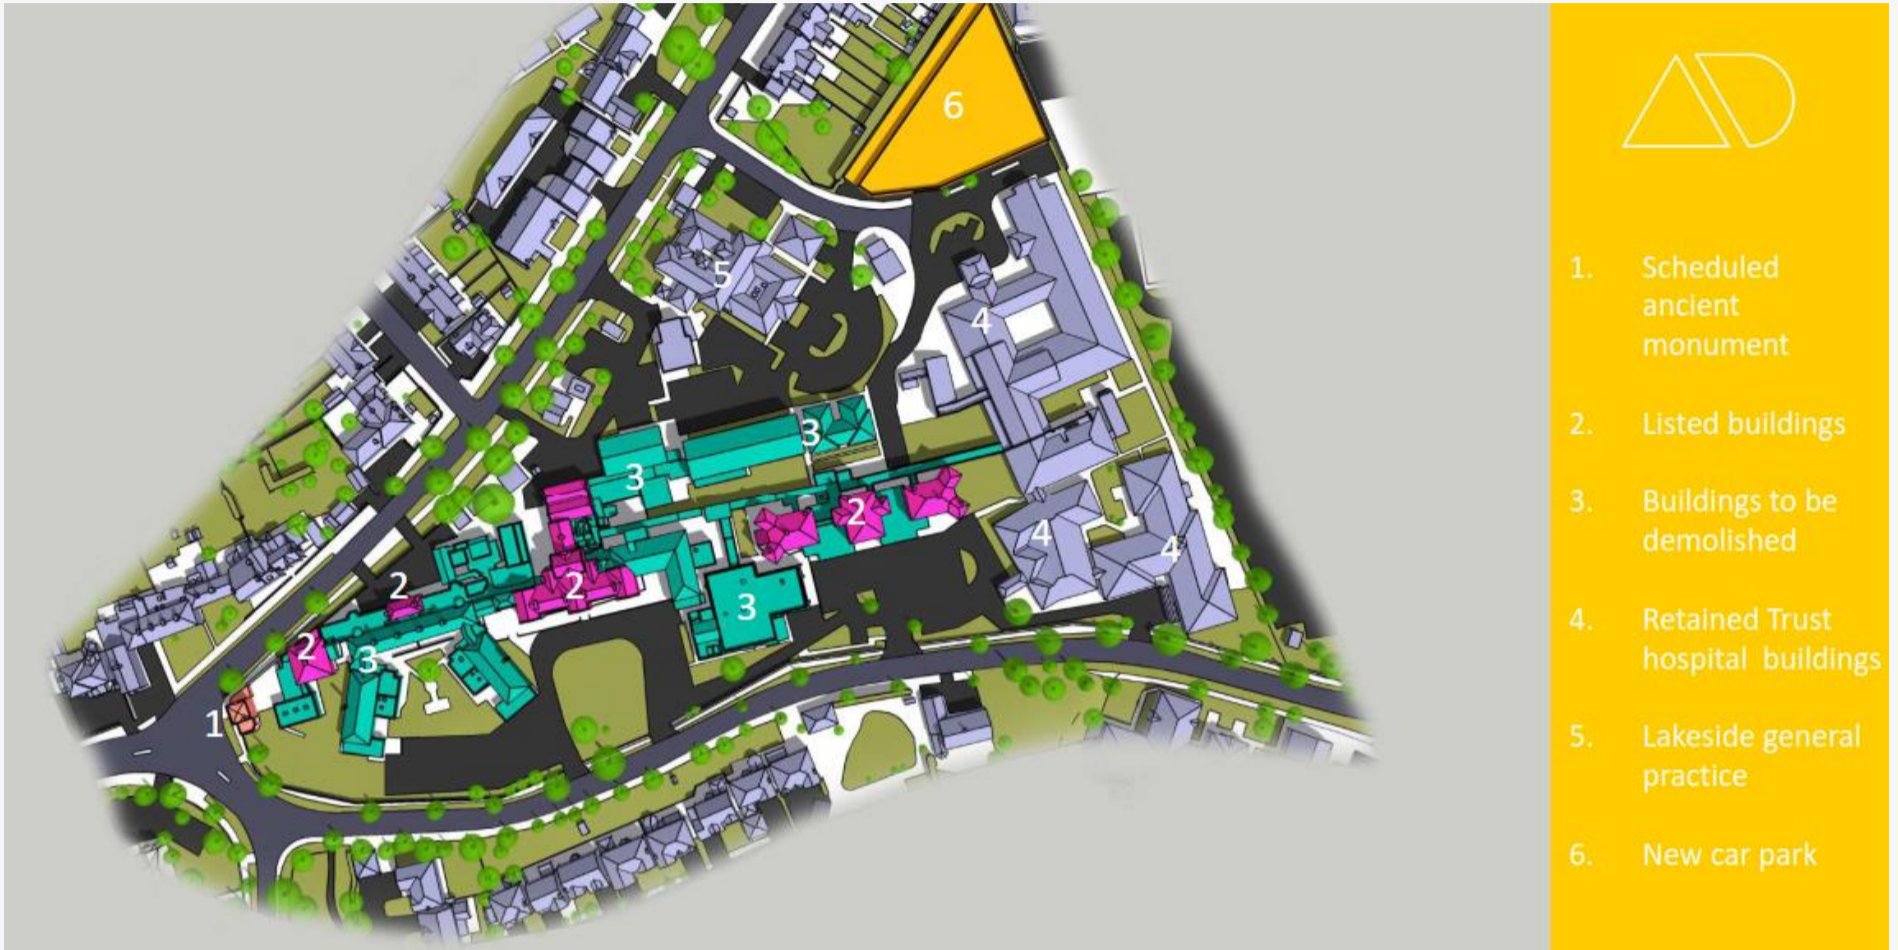 6
5
4
3
3
2
4
4
2
2
3
2
3
1
1. Scheduled
ancient
monument
2. Listed buildings
3. Buildings to be
demolished
4. Retained Trust
hospital buildings
5. Lakeside general
practice
6. New car park